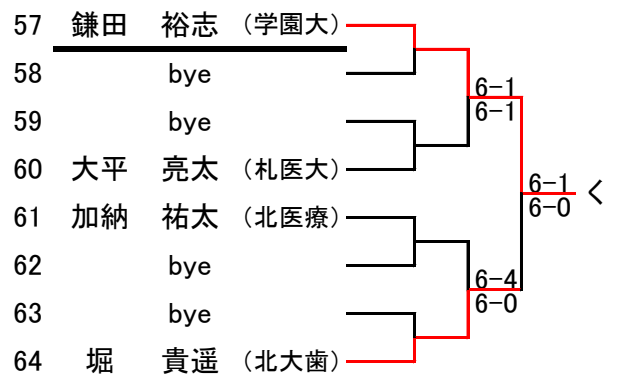 57 鎌田 裕志 (学園大)
58 bye
6-1
59 bye
6-1
60 大平 亮太 (札医大)
6-1
く
61 加納 祐太 (北医療)
6-0
62 bye
6-4
63 bye
6-0
64 堀 貴遥 (北大歯)